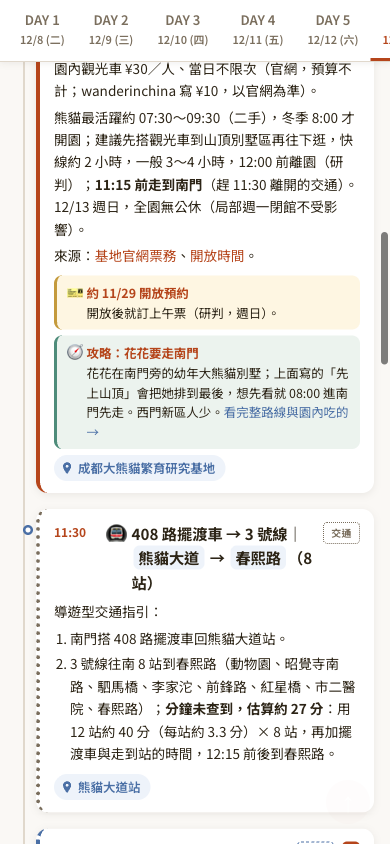 DAY 1 DAY 2 DAY 3 DAY 4 DAY 5
12/8 (二) 12/9 (三) 12/10 (四) 12/11 (五) 12/12 (六)
園內觀光車 ¥30／人、當日不限次（官網，預算不
計；wanderinchina 寫 ¥10，以官網為準）。
熊貓最活躍約 07:30～09:30（二手），冬季 8:00 才
開園；建議先搭觀光車到山頂別墅區再往下逛，快
線約 2 小時，一般 3～4 小時，12:00 前離園（研
判）；11:15 前走到南門（趕 11:30 離開的交通）。
12/13 週日，全園無公休（局部週一閉館不受影
響）。
來源：基地官網票務、開放時間。
🎫 約 11/29 開放預約
開放後就訂上午票（研判，週日）。
🧭 攻略：花花要走南門
花花在南門旁的幼年大熊貓別墅；上面寫的「先
上山頂」會把她排到最後，想先看就 08:00 進南
門先走。西門新區人少。看完整路線與園內吃的
→
成都大熊貓繁育研究基地
11:30 🚇 408 路擺渡車 → 3 號線｜ 交通
熊貓大道 → 春熙路 （8
站）
導遊型交通指引：
1. 南門搭 408 路擺渡車回熊貓大道站。
2. 3 號線往南 8 站到春熙路（動物園、昭覺寺南
路、駟馬橋、李家沱、前鋒路、紅星橋、市二醫
院、春熙路）；分鐘未查到，估算約 27 分：用
12 站約 40 分（每站約 3.3 分）× 8 站，再加擺
渡車與走到站的時間，12:15 前後到春熙路。
熊貓大道站